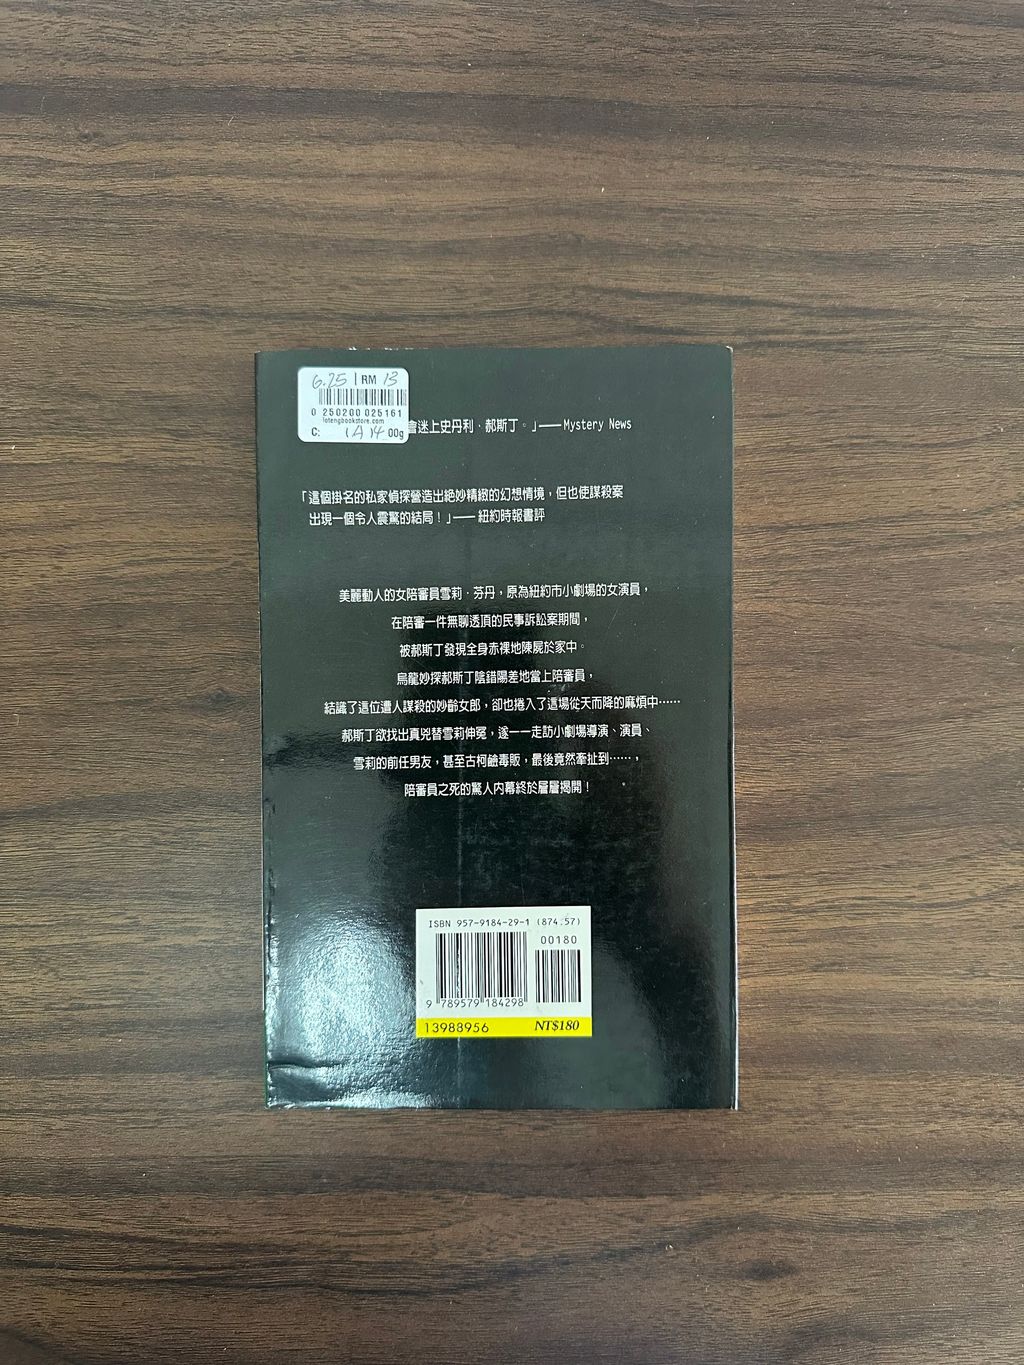 6.25 | RM 13
0 250200 025161
lotengbookstore.com
C: (A) 14 00g
會迷上史丹利、郝斯丁。」——Mystery News
「這個掛名的私家偵探營造出絕妙精緻的幻想情境，但也使謀殺案
出現一個令人震驚的結局！」——紐約時報書評
美麗動人的女陪審員雪莉‧芬丹，原為紐約市小劇場的女演員，
在陪審一件無聊透頂的民事訴訟案期間，
被郝斯丁發現全身赤裸地陳屍於家中。
烏龍妙探郝斯丁陰錯陽差地當上陪審員，
結識了這位遭人謀殺的妙齡女郎，卻也捲入了這場從天而降的麻煩中……
郝斯丁欲找出真兇替雪莉伸冤，遂一一走訪小劇場導演、演員、
雪莉的前任男友，甚至古柯鹼毒販，最後竟然牽扯到……，
陪審員之死的驚人內幕終於層層揭開！
ISBN 957-9184-29-1 (874.57)
00180
9 789579 184298
13988956 NT$180